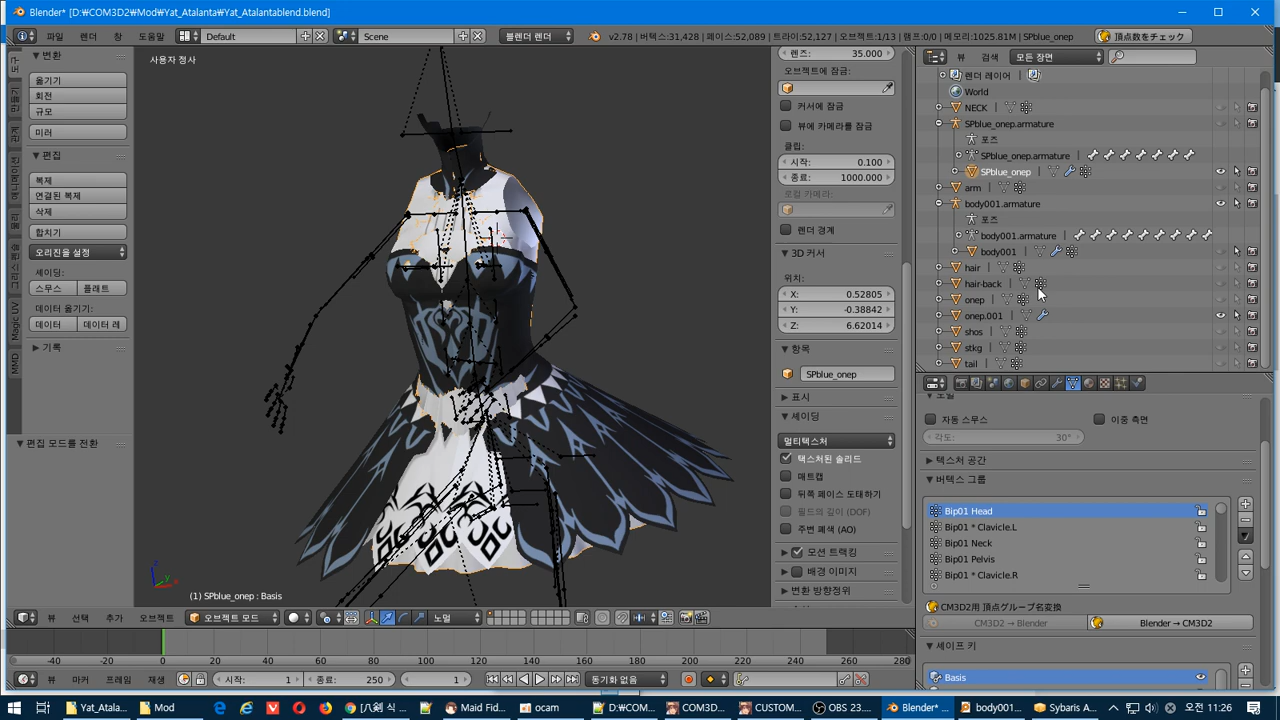 Blender* [D:₩COM3D2₩Mod₩Yat_Atalanta₩Yat_Atalantablend.blend]
파일 렌더 창 도움말 Default Scene 블렌더 렌더 v2.78 | 버텍스:31,428 | 페이스:52,089 | 트라이:52,127 | 오브젝트:1/13 | 램프:0/0 | 메모리:1025.81M | SPblue_onep 頂点数をチェック
▼ 변환
옮기기
회전
규모
미러
▼ 편집
복제
연결된 복제
삭제
합치기
오리진을 설정
셰이딩:
스무스 플래트
데이터 옮기기:
데이터 데이터 레
▶ 기록
▼ 편집 모드를 전환
관계
애니메이션
물리
Magic UV
MMD
사용자 정사
(1) SPblue_onep : Basis
렌즈: 35.000
오브젝트에 잠금:
커서에 잠금
뷰에 카메라를 잠금
클립:
시작: 0.100
종료: 1000.000
로컬 카메라:
렌더 경계
▼ 3D 커서
위치:
X: 0.52805
Y: -0.38842
Z: 6.62014
▼ 항목
SPblue_onep
▶ 표시
▼ 셰이딩
멀티텍스처
텍스처된 솔리드
매트캡
뒤쪽 페이스 도태하기
필드의 깊이 (DOF)
주변 폐색 (AO)
▶ 모션 트랙킹
▶ 배경 이미지
▶ 변환 방향정위
뷰 검색 모든 장면
렌더 레이어
World
NECK
SPblue_onep.armature
포즈
SPblue_onep.armature
SPblue_onep
arm
body001.armature
포즈
body001.armature
body001
hair
hair-back
onep
onep.001
shos
stkg
tail
자동 스무스 이중 측면
각도: 30°
▶ 텍스처 공간
▼ 버텍스 그룹
Bip01 Head
Bip01 * Clavicle.L
Bip01 Neck
Bip01 Pelvis
Bip01 * Clavicle.R
CM3D2用 頂点グループ名変換
CM3D2 → Blender Blender → CM3D2
▼ 셰이프 키
Basis
뷰 선택 추가 오브젝트 오브젝트 모드 노멀
-40 -20 0 20 40 60 80 100 120 140 160 180 200 220 240 260 280
뷰 마커 프레임 재생 시작: 1 종료: 250 1 동기화 없음
Yat_Atala... Mod [八剣 식 ... Maid Fid... ocam D:₩COM... COM3D... CUSTOM... OBS 23.... Blender* ... body001... Sybaris A... 오전 11:26